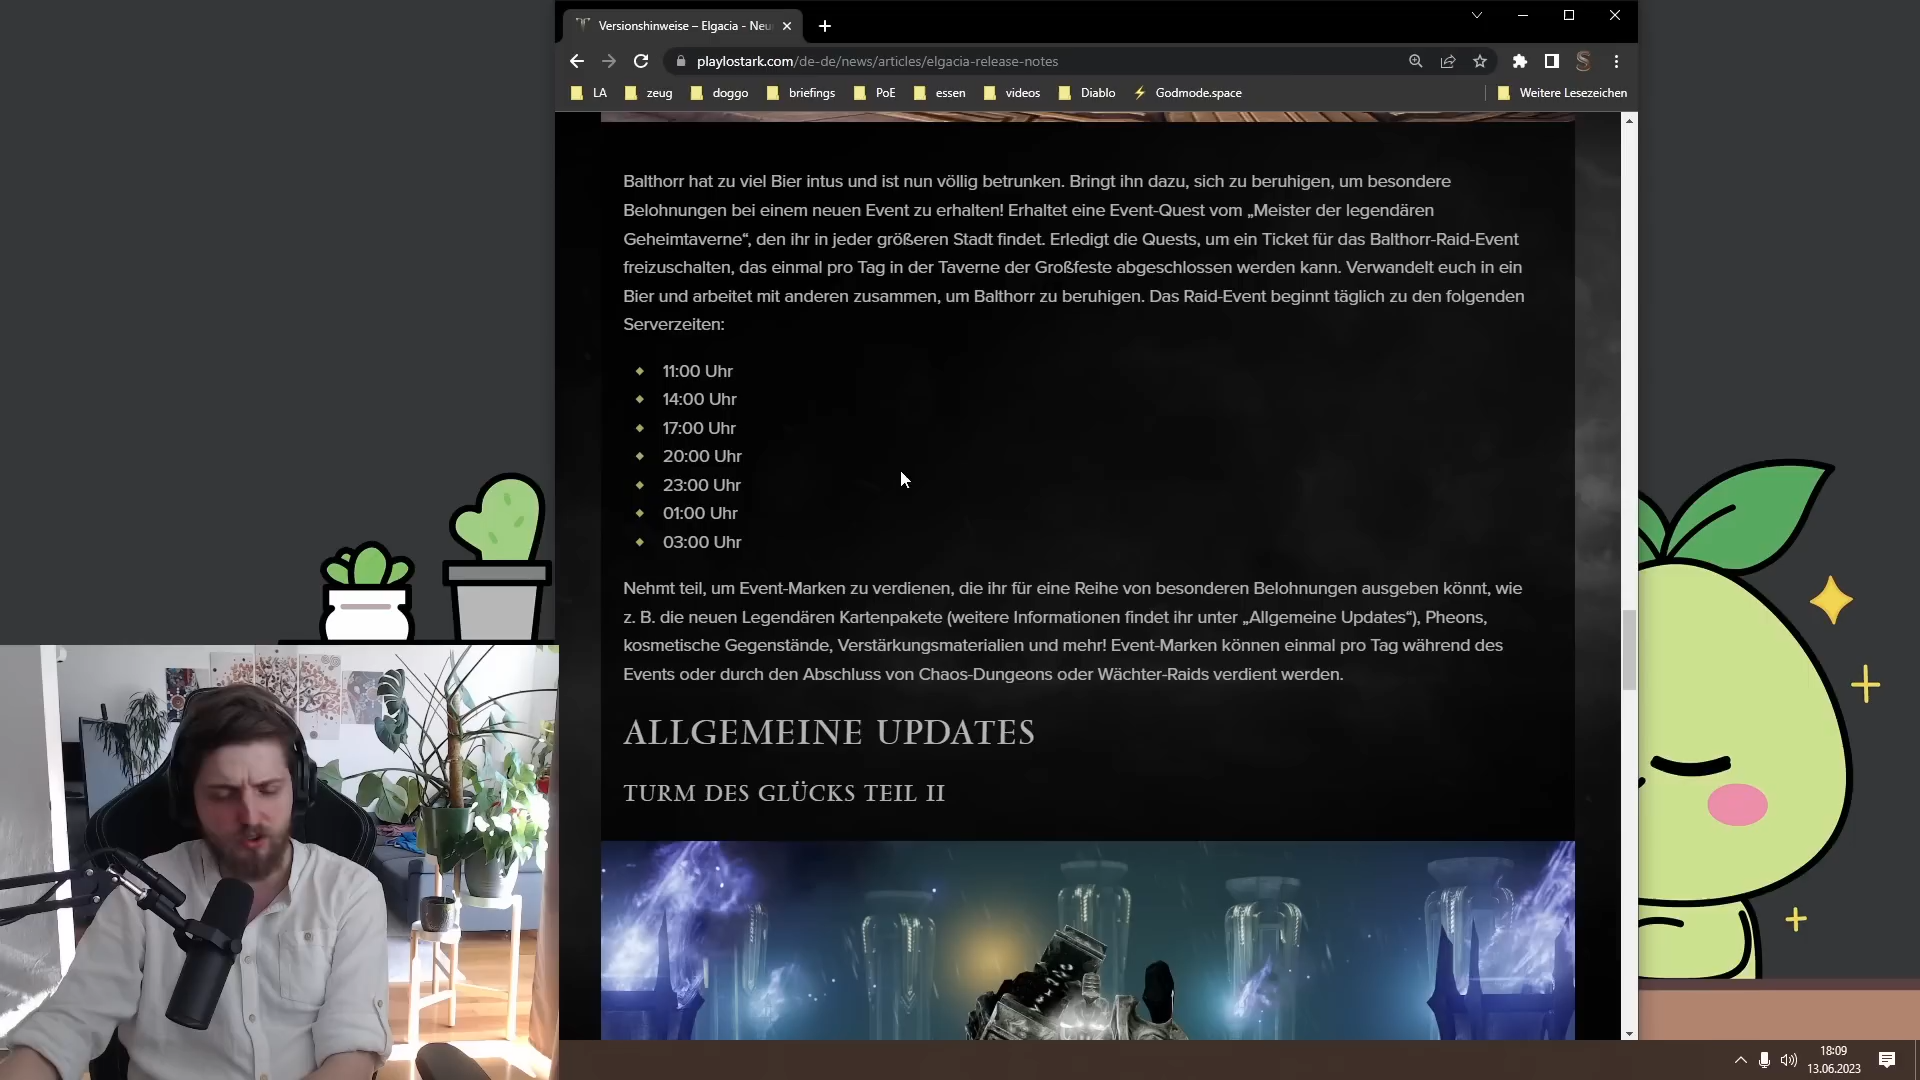 Versionshinweise – Elgacia - Neu
playlostark.com/de-de/news/articles/elgacia-release-notes
LA zeug doggo briefings PoE essen videos Diablo Godmode.space Weitere Lesezeichen
Balthorr hat zu viel Bier intus und ist nun völlig betrunken. Bringt ihn dazu, sich zu beruhigen, um besondere
Belohnungen bei einem neuen Event zu erhalten! Erhaltet eine Event-Quest vom „Meister der legendären
Geheimtaverne“, den ihr in jeder größeren Stadt findet. Erledigt die Quests, um ein Ticket für das Balthorr-Raid-Event
freizuschalten, das einmal pro Tag in der Taverne der Großfeste abgeschlossen werden kann. Verwandelt euch in ein
Bier und arbeitet mit anderen zusammen, um Balthorr zu beruhigen. Das Raid-Event beginnt täglich zu den folgenden
Serverzeiten:
11:00 Uhr
14:00 Uhr
17:00 Uhr
20:00 Uhr
23:00 Uhr
01:00 Uhr
03:00 Uhr
Nehmt teil, um Event-Marken zu verdienen, die ihr für eine Reihe von besonderen Belohnungen ausgeben könnt, wie
z. B. die neuen Legendären Kartenpakete (weitere Informationen findet ihr unter „Allgemeine Updates“), Pheons,
kosmetische Gegenstände, Verstärkungsmaterialien und mehr! Event-Marken können einmal pro Tag während des
Events oder durch den Abschluss von Chaos-Dungeons oder Wächter-Raids verdient werden.
ALLGEMEINE UPDATES
TURM DES GLÜCKS TEIL II
18:09
13.06.2023